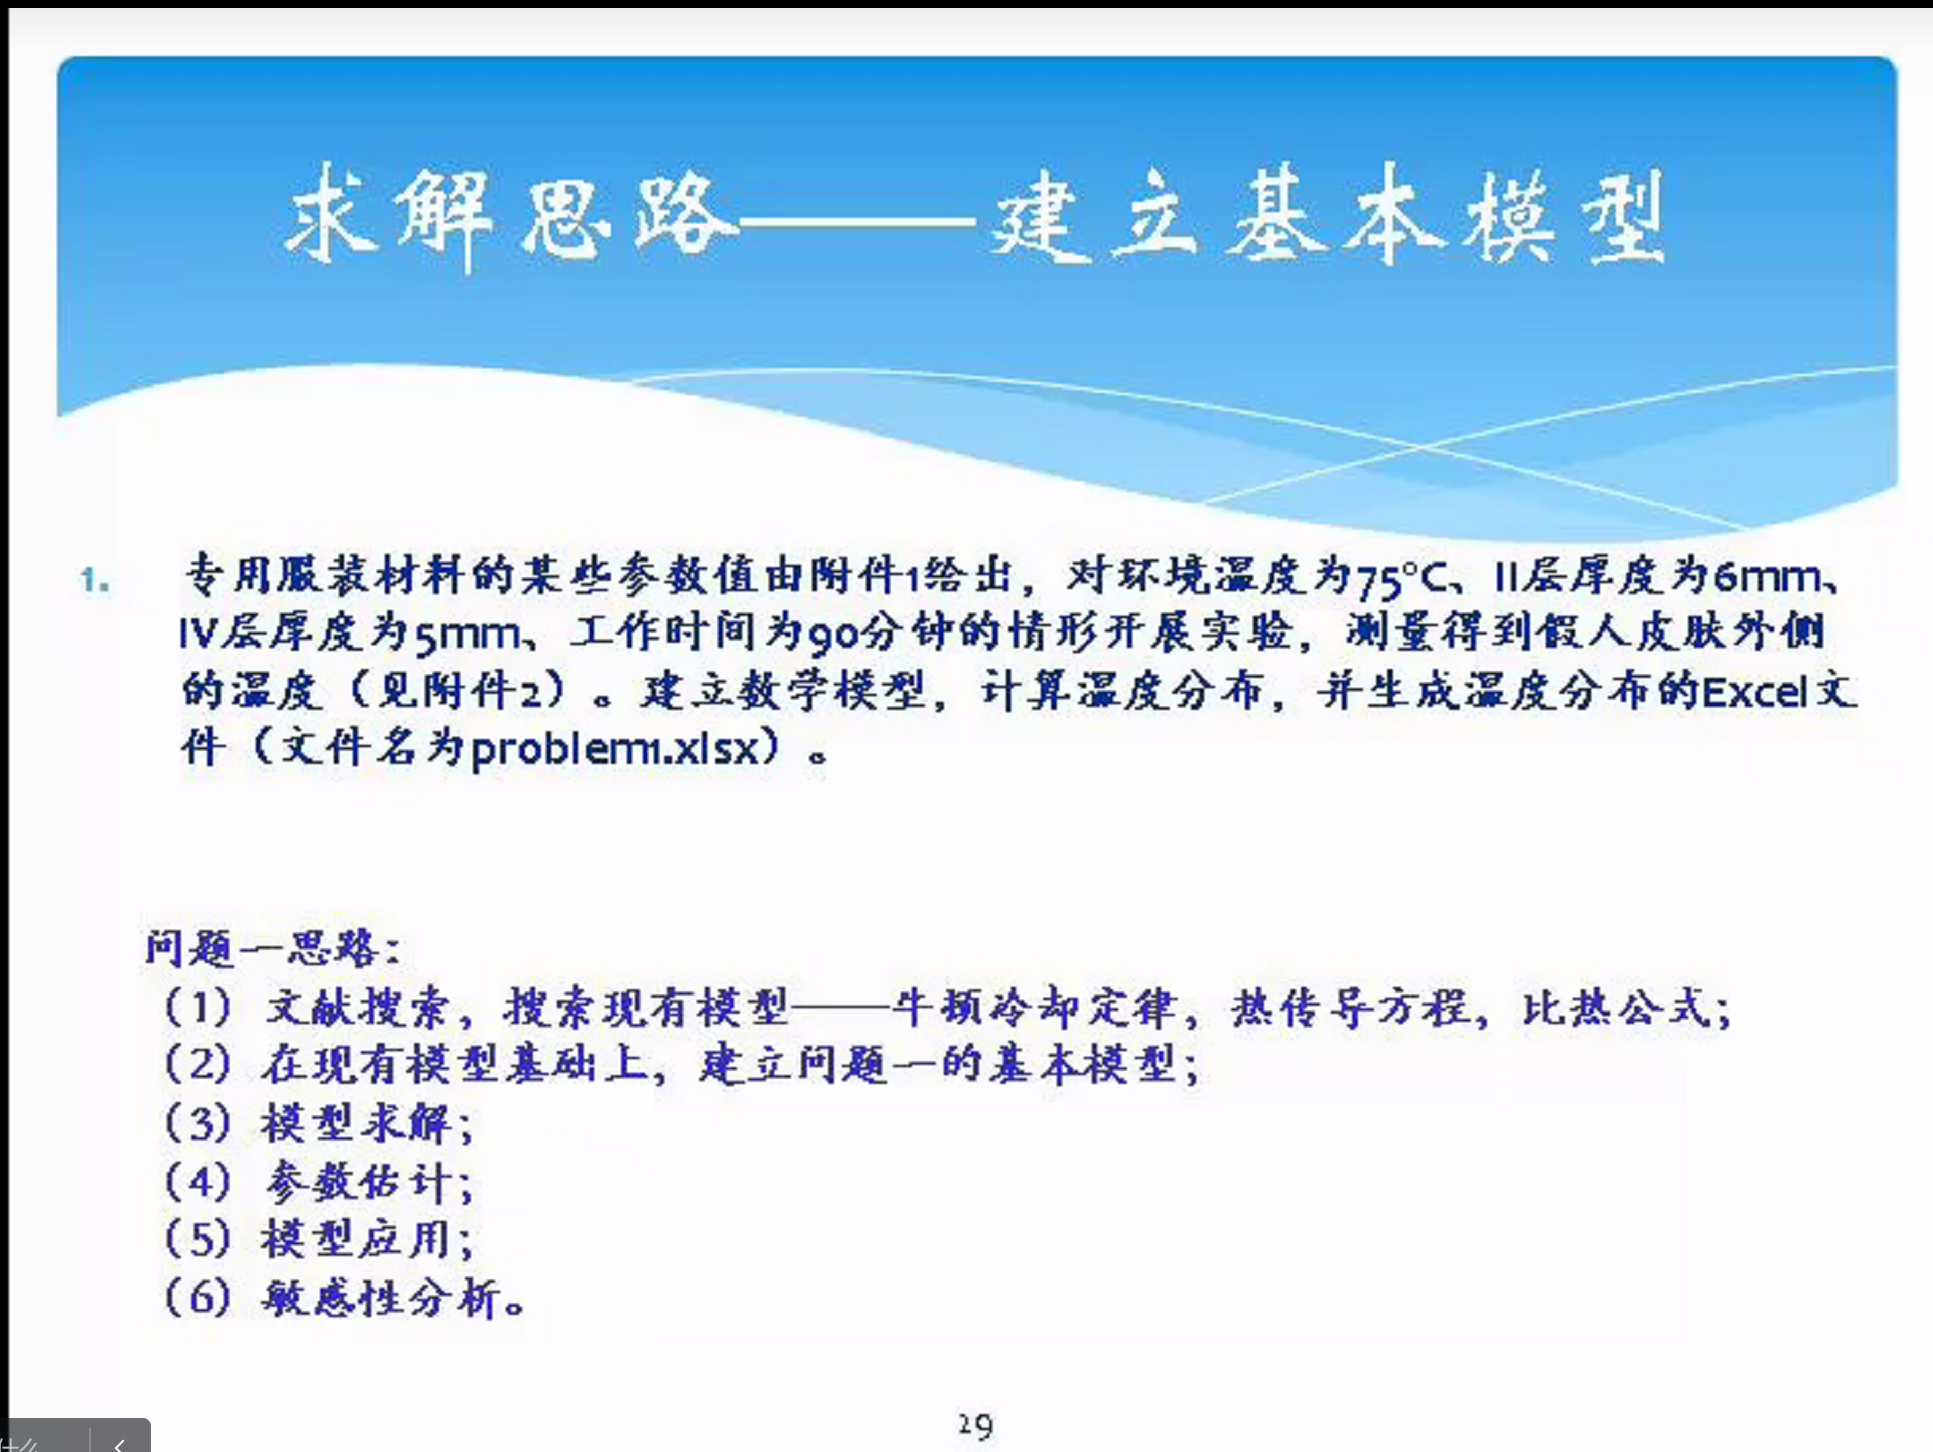 求解思路——建立基本模型
1. 专用服装材料的某些参数值由附件1给出，对环境温度为75°C、II层厚度为6mm、
IV层厚度为5mm、工作时间为90分钟的情形开展实验，测量得到假人皮肤外侧
的温度（见附件2）。建立数学模型，计算温度分布，并生成温度分布的Excel文
件（文件名为problem1.xlsx）。
问题一思路：
（1）文献搜索，搜索现有模型——牛顿冷却定律，热传导方程，比热公式；
（2）在现有模型基础上，建立问题一的基本模型；
（3）模型求解；
（4）参数估计；
（5）模型应用；
（6）敏感性分析。
29
什么